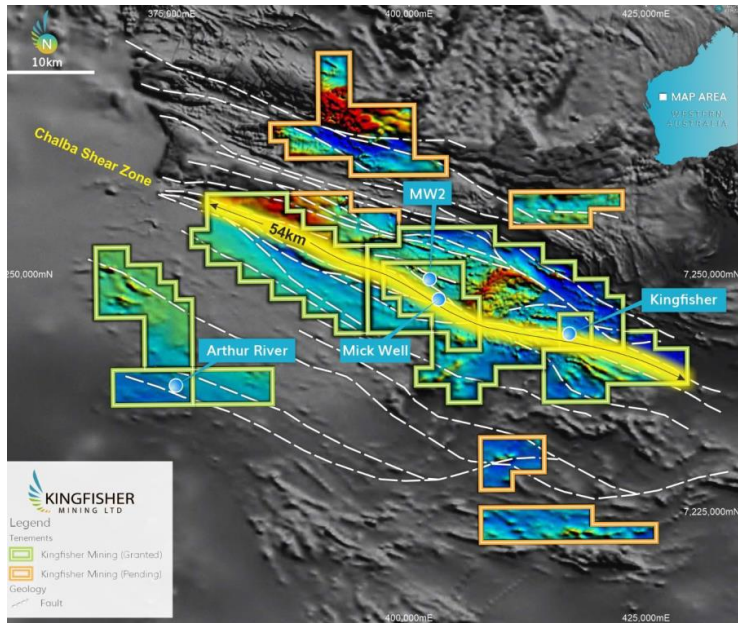 375,000mE
400,000mE
425,000mE
N
10km
MAP AREA
WESTERN
AUSTRALIA
Chalba Shear Zone
MW2
54km
250,000mN
7,250,000mN
Kingfisher
Mick Well
Arthur River
KINGFISHER
MINING LTD
Legend
Tenements
Kingfisher Mining (Granted)
Kingfisher Mining (Pending)
Geology
Fault
7,225,000mN
400,000mE
425,000mE